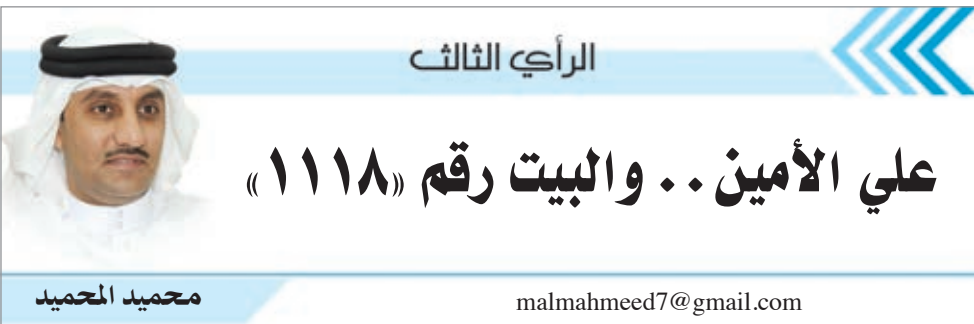 الرأي الثالث
علي الأمين.. والبيت رقم «١١١٨»
محميد المحميد
malmahmeed7@gmail.com